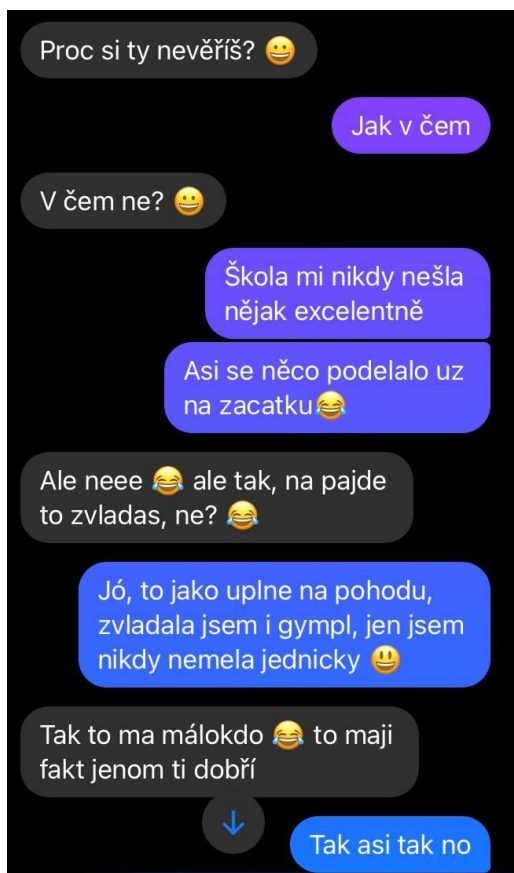 Proc si ty nevěříš? 😀
Jak v čem
V čem ne? 😀
Škola mi nikdy nešla
nějak excelentně
Asi se něco podelalo uz
na zacatku😂
Ale neee 😂 ale tak, na pajde
to zvladas, ne? 😂
Jó, to jako uplne na pohodu,
zvladala jsem i gympl, jen jsem
nikdy nemela jednicky 😃
Tak to ma málokdo 😂 to maji
fakt jenom ti dobří
Tak asi tak no